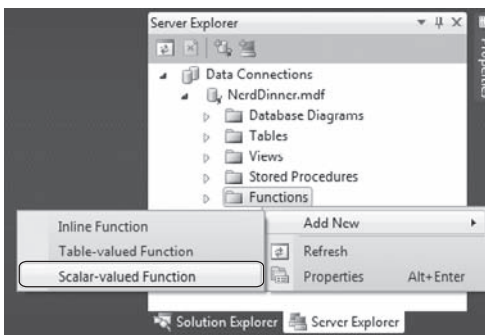 Server Explorer
Data Connections
NerdDinner.mdf
Database Diagrams
Tables
Views
Stored Procedures
Functions
Inline Function
Table-valued Function
Scalar-valued Function
Add New
Refresh
Properties Alt+Enter
Solution Explorer Server Explorer
Properties